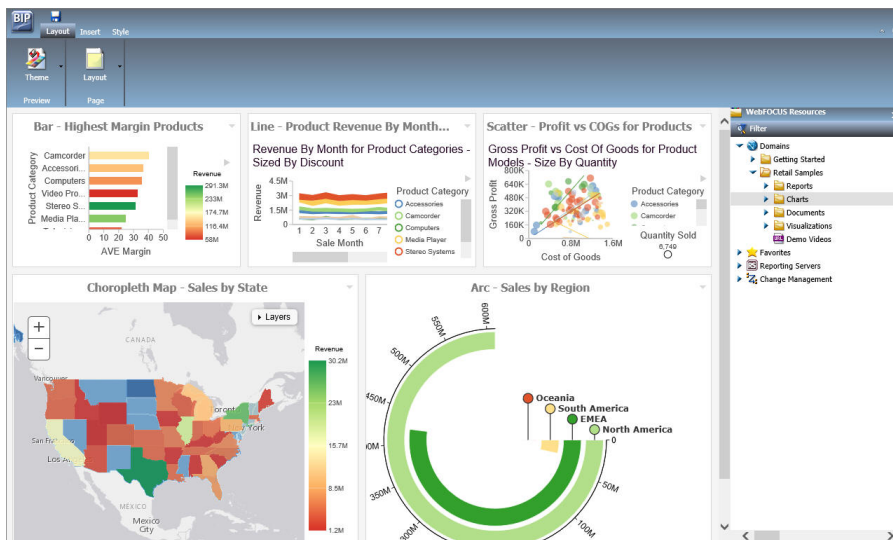 BIP
Layout Insert Style
Theme
Layout
Preview
Page
Bar - Highest Margin Products
Product Category
Camcorder
Accessori...
Computers
Video Pro...
Stereo S...
Media Pla...
0 10 20 30 40 50
AVE Margin
Revenue
291.3M
233M
174.7M
116.4M
58M
Line - Product Revenue By Month...
Revenue By Month for Product Categories -
Sized By Discount
Revenue
4.5M
3M
1.5M
0
1 2 3 4 5 6 7
Sale Month
Product Category
Accessories
Camcorder
Computers
Media Player
Stereo Systems
Scatter - Profit vs COGs for Products
Gross Profit vs Cost Of Goods for Product
Models - Size By Quantity
Gross Profit
800K
640K
480K
320K
160K
0
0 0.8M 1.6M
Cost of Goods
Product Category
Accessories
Camcorder
Quantity Sold
6,749
WebFOCUS Resources
Filter
Domains
Getting Started
Retail Samples
Reports
Charts
Documents
Visualizations
Demo Videos
Favorites
Reporting Servers
Change Management
Choropleth Map - Sales by State
+
−
Layers
CANADA
Vancouver
Toronto
New York
San Fran
Los A
MÉXICO
Mexico
City
Revenue
30.2M
23M
15.7M
8.5M
1.2M
Arc - Sales by Region
600M
550M
500M
450M
350M
300M
100M
50M
0
Oceania
South America
EMEA
North America